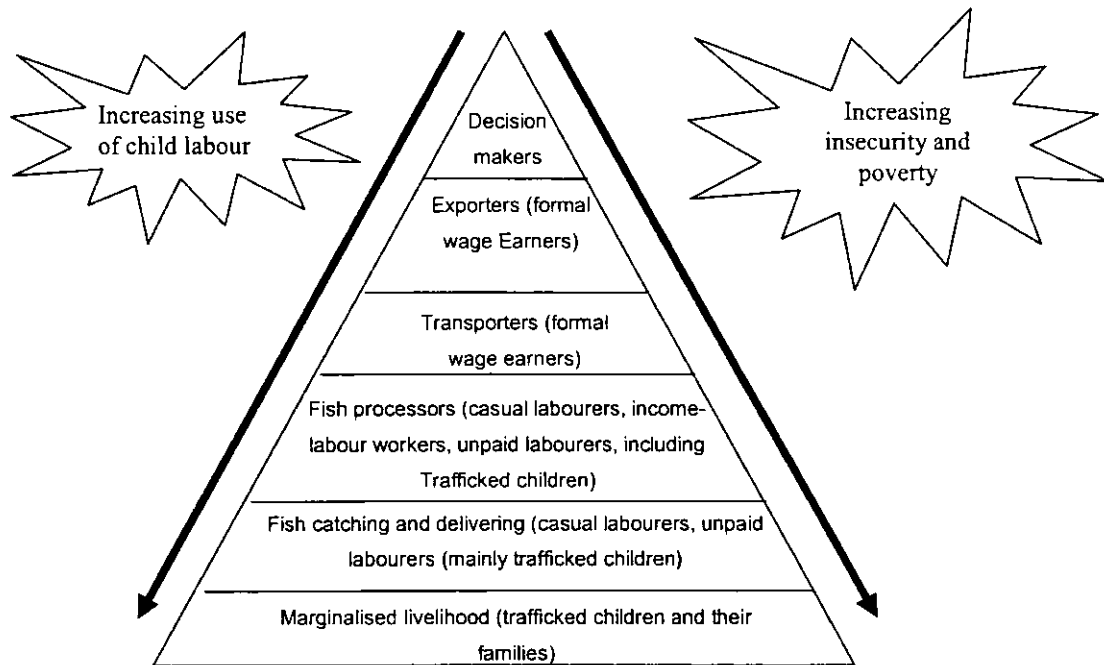 Increasing use
of child labour
Increasing
insecurity and
poverty
Decision
makers
Exporters (formal
wage Earners)
Transporters (formal
wage earners)
Fish processors (casual labourers, income-
labour workers, unpaid labourers, including
Trafficked children)
Fish catching and delivering (casual labourers, unpaid
labourers (mainly trafficked children)
Marginalised livelihood (trafficked children and their
families)